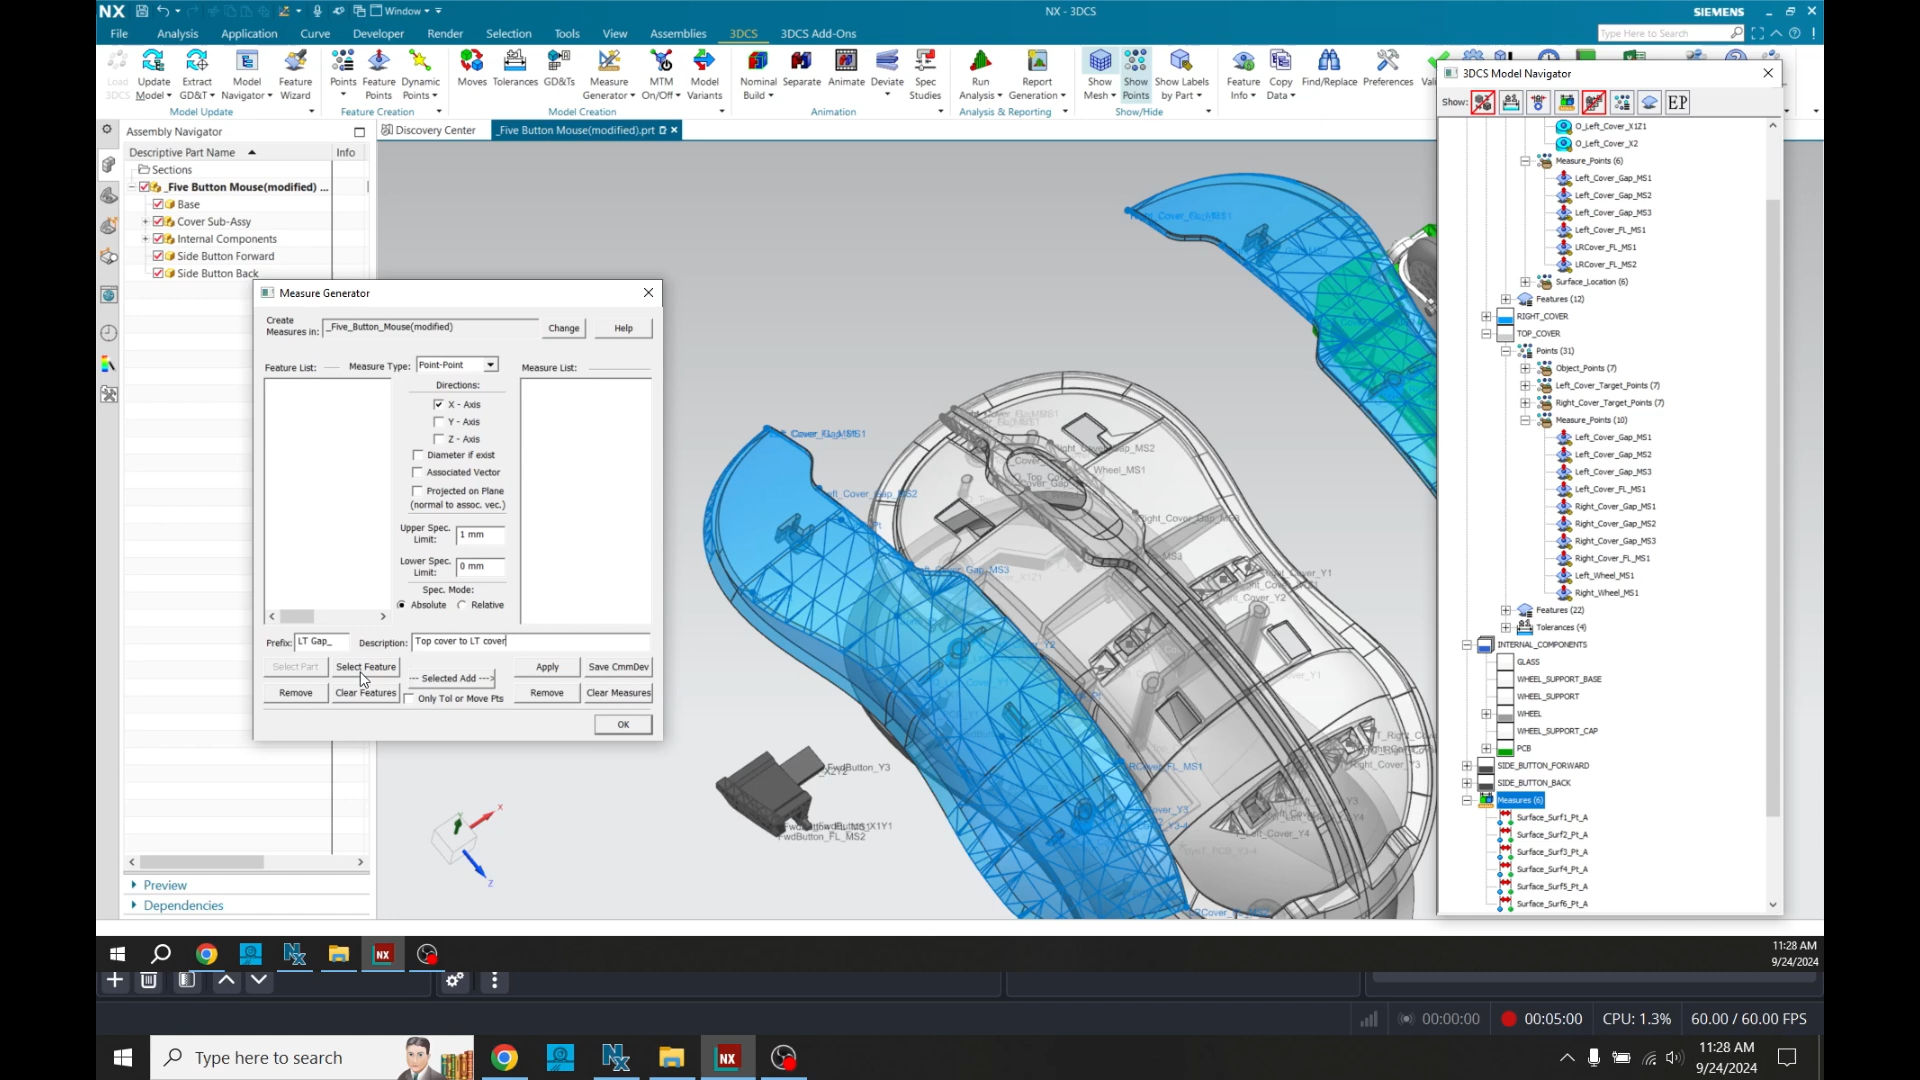 NX
Window
NX - 3DCS
SIEMENS
File Analysis Application Curve Developer Render Selection Tools View Assemblies 3DCS 3DCS Add-Ons
Type Here to Search
Load 3DCS
Update Model
Extract GD&T
Model Navigator
Feature Wizard
Points
Feature Points
Dynamic Points
Moves
Tolerances
GD&Ts
Measure Generator
MTM On/Off
Model Variants
Nominal Build
Separate
Animate
Deviate
Spec Studies
Run Analysis
Report Generation
Show Mesh
Show Points
Show Labels by Part
Feature Info
Copy Data
Find/Replace
Preferences
Model Update
Feature Creation
Model Creation
Animation
Analysis & Reporting
Show/Hide
Assembly Navigator
Discovery Center
_Five Button Mouse(modified).prt
Descriptive Part Name
Info
Sections
_Five Button Mouse(modified) ...
Base
Cover Sub-Assy
Internal Components
Side Button Forward
Side Button Back
Preview
Dependencies
Measure Generator
Create Measures in:
_Five_Button_Mouse(modified)
Change
Help
Feature List:
Measure Type:
Point-Point
Measure List:
Directions:
X - Axis
Y - Axis
Z - Axis
Diameter if exist
Associated Vector
Projected on Plane
(normal to assoc. vec.)
Upper Spec. Limit:
1 mm
Lower Spec. Limit:
0 mm
Spec. Mode:
Absolute
Relative
Prefix:
LT Gap_
Description:
Top cover to LT cover
Select Part
Select Feature
--- Selected Add --->
Apply
Save CmmDev
Remove
Clear Features
Only Tol or Move Pts
Remove
Clear Measures
OK
Left_Cover_Gap_MS3
Wheel_MS1
FwdButton_Y3
FwdButton_FL_MS2
X
Z
3DCS Model Navigator
Show:
EP
O_Left_Cover_X1Z1
O_Left_Cover_X2
Measure_Points (6)
Left_Cover_Gap_MS1
Left_Cover_Gap_MS2
Left_Cover_Gap_MS3
Left_Cover_FL_MS1
LRCover_FL_MS1
LRCover_FL_MS2
Surface_Location (6)
Features (12)
RIGHT_COVER
TOP_COVER
Points (31)
Object_Points (7)
Left_Cover_Target_Points (7)
Right_Cover_Target_Points (7)
Measure_Points (10)
Left_Cover_Gap_MS1
Left_Cover_Gap_MS2
Left_Cover_Gap_MS3
Left_Cover_FL_MS1
Right_Cover_Gap_MS1
Right_Cover_Gap_MS2
Right_Cover_Gap_MS3
Right_Cover_FL_MS1
Left_Wheel_MS1
Right_Wheel_MS1
Features (22)
Tolerances (4)
INTERNAL_COMPONENTS
GLASS
WHEEL_SUPPORT_BASE
WHEEL_SUPPORT
WHEEL
WHEEL_SUPPORT_CAP
PCB
SIDE_BUTTON_FORWARD
SIDE_BUTTON_BACK
Measures (6)
Surface_Surf1_Pt_A
Surface_Surf2_Pt_A
Surface_Surf3_Pt_A
Surface_Surf4_Pt_A
Surface_Surf5_Pt_A
Surface_Surf6_Pt_A
11:28 AM
9/24/2024
00:00:00
00:05:00
CPU: 1.3%
60.00 / 60.00 FPS
Type here to search
11:28 AM
9/24/2024